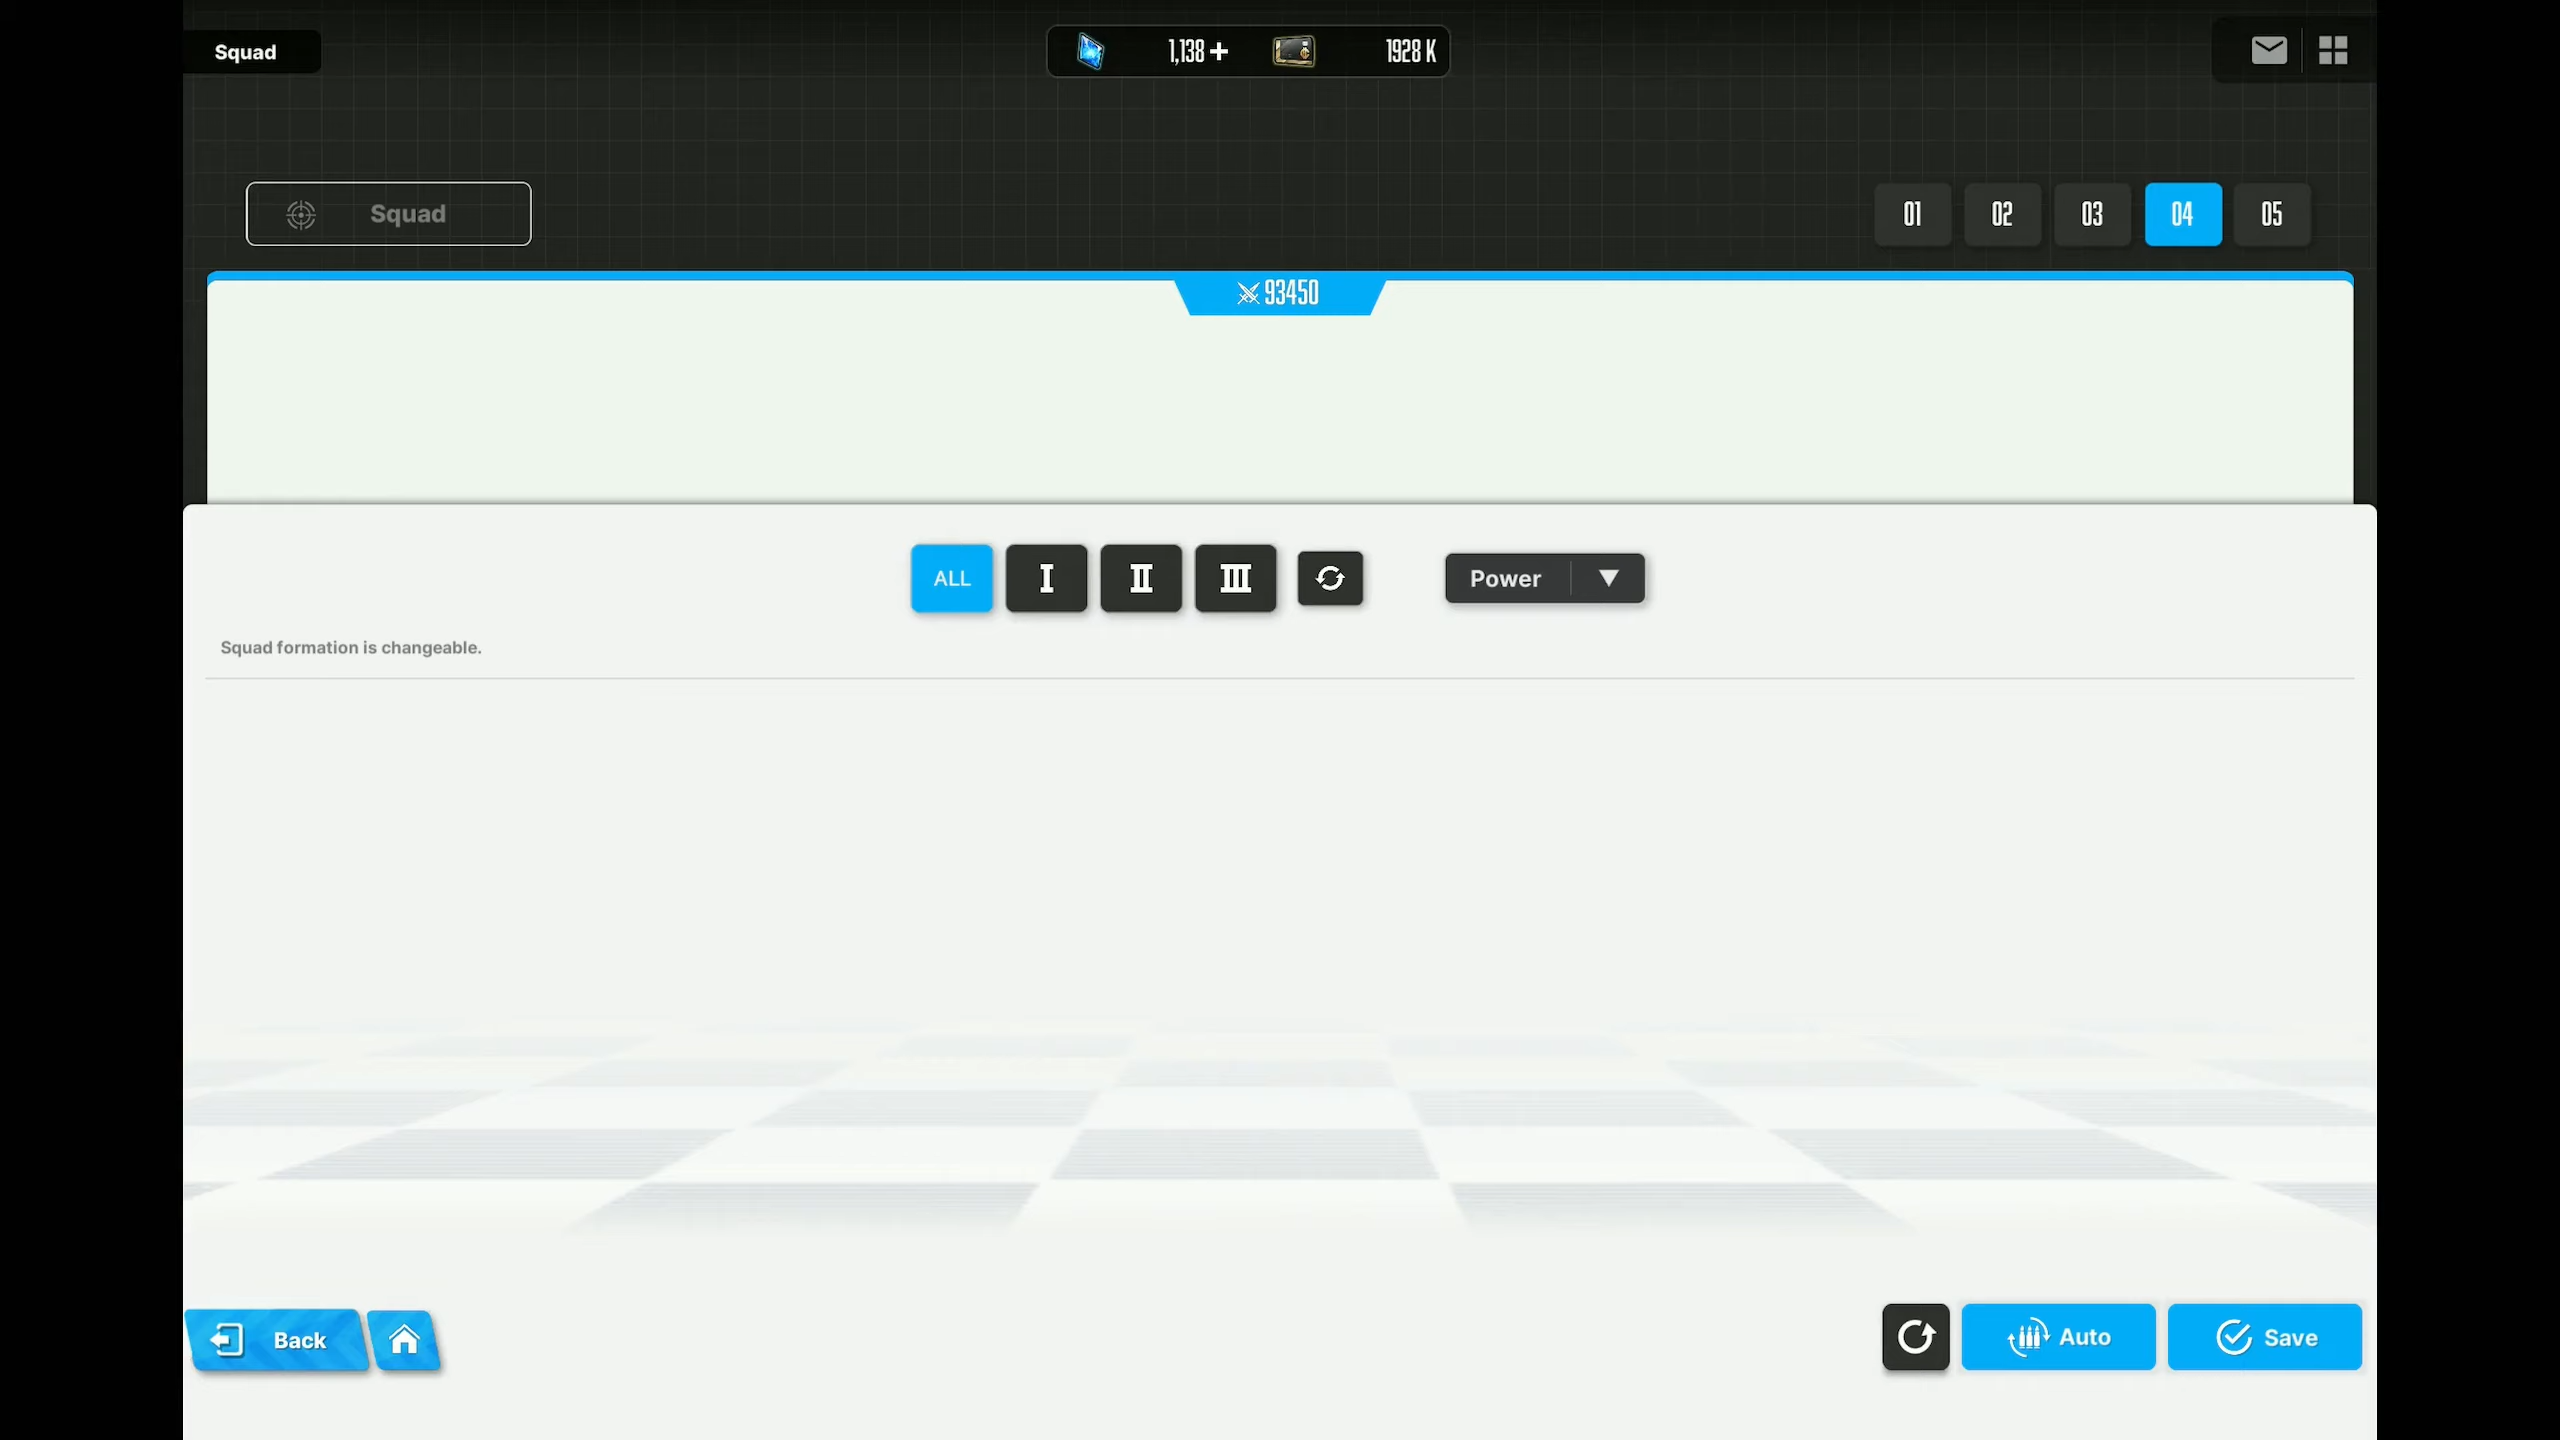 Squad
1,138 +
1928 K
Squad
01
02
03
04
05
93450
ALL
I
II
III
Power
Squad formation is changeable.
Back
Auto
Save